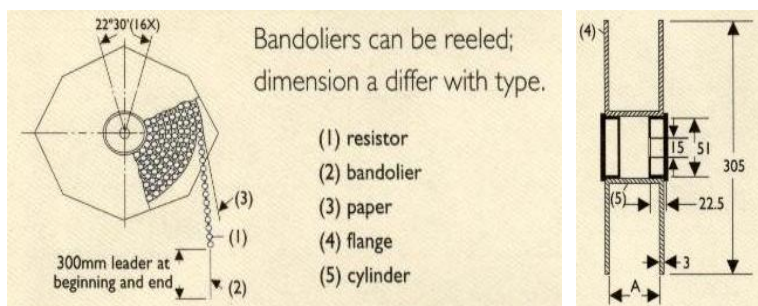 22°30'(16X)
Bandoliers can be reeled;
dimension a differ with type.
(1) resistor
(2) bandolier
(3) paper
(4) flange
(5) cylinder
(3)
(1)
300mm leader at
beginning and end
(2)
(4)
15
51
305
(5)
22.5
3
A